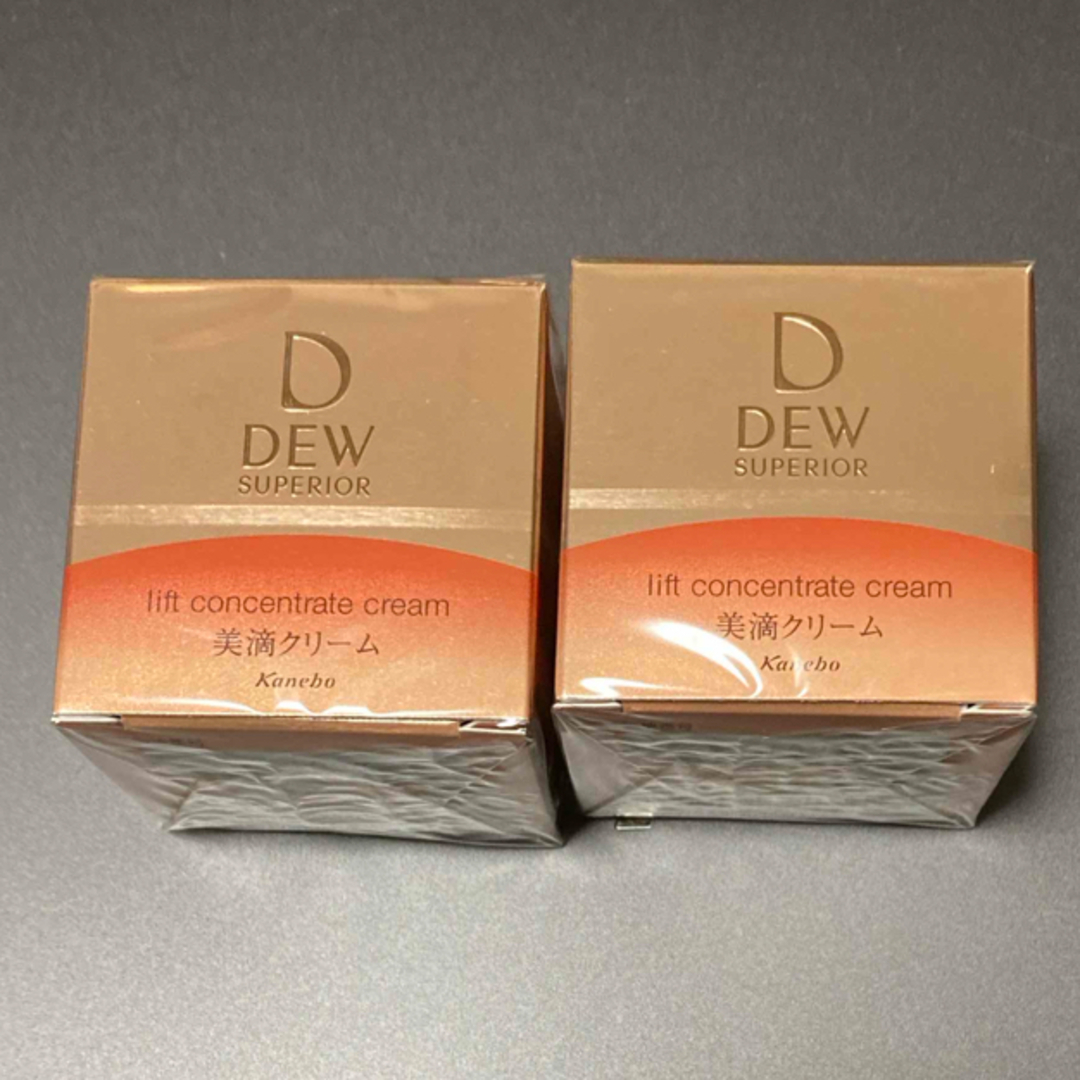 D
DEW
SUPERIOR
lift concentrate cream
美滴クリーム
Kanebo
D
DEW
SUPERIOR
lift concentrate cream
美滴クリーム
Kanebo